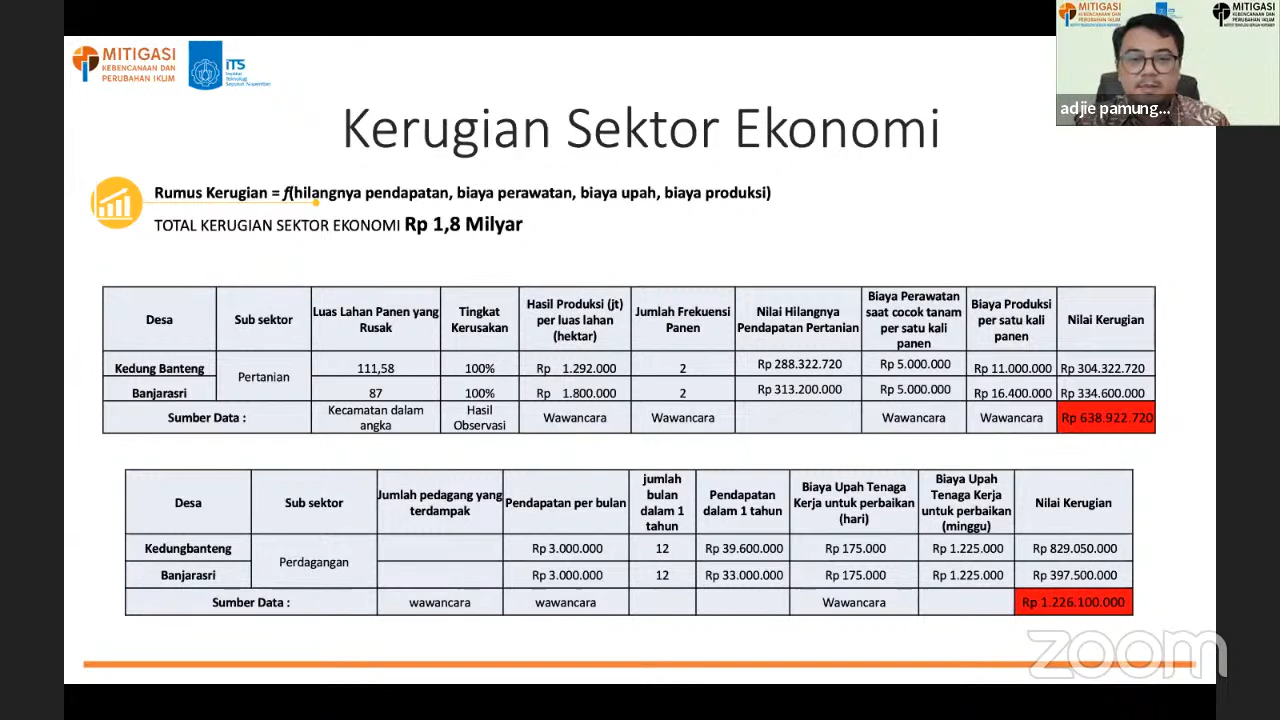 MITIGASI
KEBENCANAAN DAN
PERUBAHAN IKLIM
ITS
Institut
Teknologi
Sepuluh Nopember
MITIGASI
KEBENCANAAN DAN
PERUBAHAN IKLIM
MITIGASI
KEBENCANAAN DAN
PERUBAHAN IKLIM
adjie pamung...
Kerugian Sektor Ekonomi
Rumus Kerugian = f(hilangnya pendapatan, biaya perawatan, biaya upah, biaya produksi)
TOTAL KERUGIAN SEKTOR EKONOMI Rp 1,8 Milyar
Desa
Sub sektor
Luas Lahan Panen yang
Rusak
Tingkat
Kerusakan
Hasil Produksi (jt)
per luas lahan
(hektar)
Jumlah Frekuensi
Panen
Nilai Hilangnya
Pendapatan Pertanian
Biaya Perawatan
saat cocok tanam
per satu kali
panen
Biaya Produksi
per satu kali
panen
Nilai Kerugian
Kedung Banteng
Pertanian
111,58
100%
Rp 1.292.000
2
Rp 288.322.720
Rp 5.000.000
Rp 11.000.000
Rp 304.322.720
Banjarasri
87
100%
Rp 1.800.000
2
Rp 313.200.000
Rp 5.000.000
Rp 16.400.000
Rp 334.600.000
Sumber Data :
Kecamatan dalam
angka
Hasil
Observasi
Wawancara
Wawancara
Wawancara
Wawancara
Rp 638.922.720
Desa
Sub sektor
Jumlah pedagang yang
terdampak
Pendapatan per bulan
jumlah
bulan
dalam 1
tahun
Pendapatan
dalam 1 tahun
Biaya Upah Tenaga
Kerja untuk perbaikan
(hari)
Biaya Upah
Tenaga Kerja
untuk perbaikan
(minggu)
Nilai Kerugian
Kedungbanteng
Perdagangan
Rp 3.000.000
12
Rp 39.600.000
Rp 175.000
Rp 1.225.000
Rp 829.050.000
Banjarasri
Rp 3.000.000
12
Rp 33.000.000
Rp 175.000
Rp 1.225.000
Rp 397.500.000
Sumber Data :
wawancara
wawancara
Wawancara
Rp 1.226.100.000
zoom